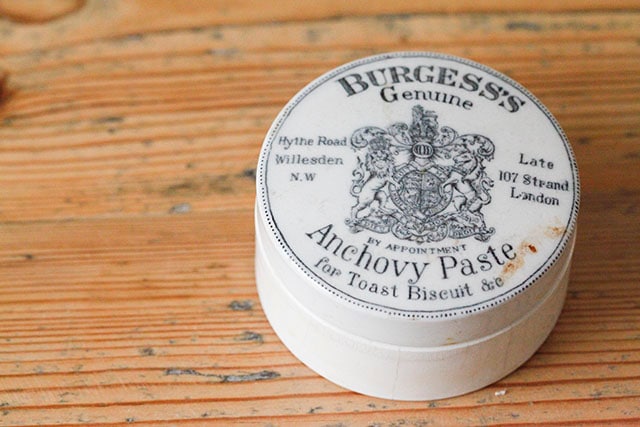 BURGESS'S
Genuine
Hythe Road
Willesden
N.W
Late
107 Strand
London
BY APPOINTMENT
Anchovy Paste
for Toast Biscuit &c